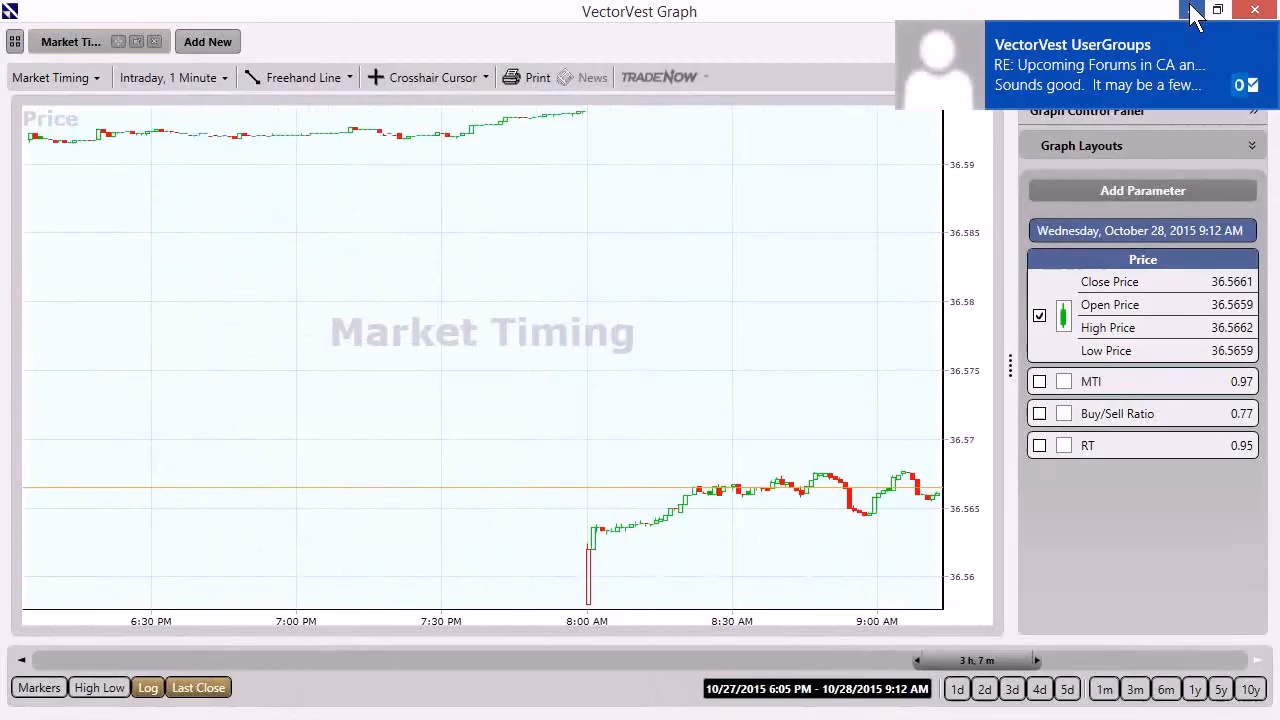 VectorVest Graph
VectorVest UserGroups
RE: Upcoming Forums in CA an...
Sounds good. It may be a few...
Market Ti...
Add New
Market Timing
Intraday, 1 Minute
Freehand Line
Crosshair Cursor
Print
News
TRADENOW
Price
Market Timing
36.59
36.585
36.58
36.575
36.57
36.565
36.56
6:30 PM
7:00 PM
7:30 PM
8:00 AM
8:30 AM
9:00 AM
Graph Control Panel
Graph Layouts
Add Parameter
Wednesday, October 28, 2015 9:12 AM
Price
Close Price 36.5661
Open Price 36.5659
High Price 36.5662
Low Price 36.5659
MTI 0.97
Buy/Sell Ratio 0.77
RT 0.95
3 h, 7 m
Markers
High Low
Log
Last Close
10/27/2015 6:05 PM - 10/28/2015 9:12 AM
1d
2d
3d
4d
5d
1m
3m
6m
1y
5y
10y